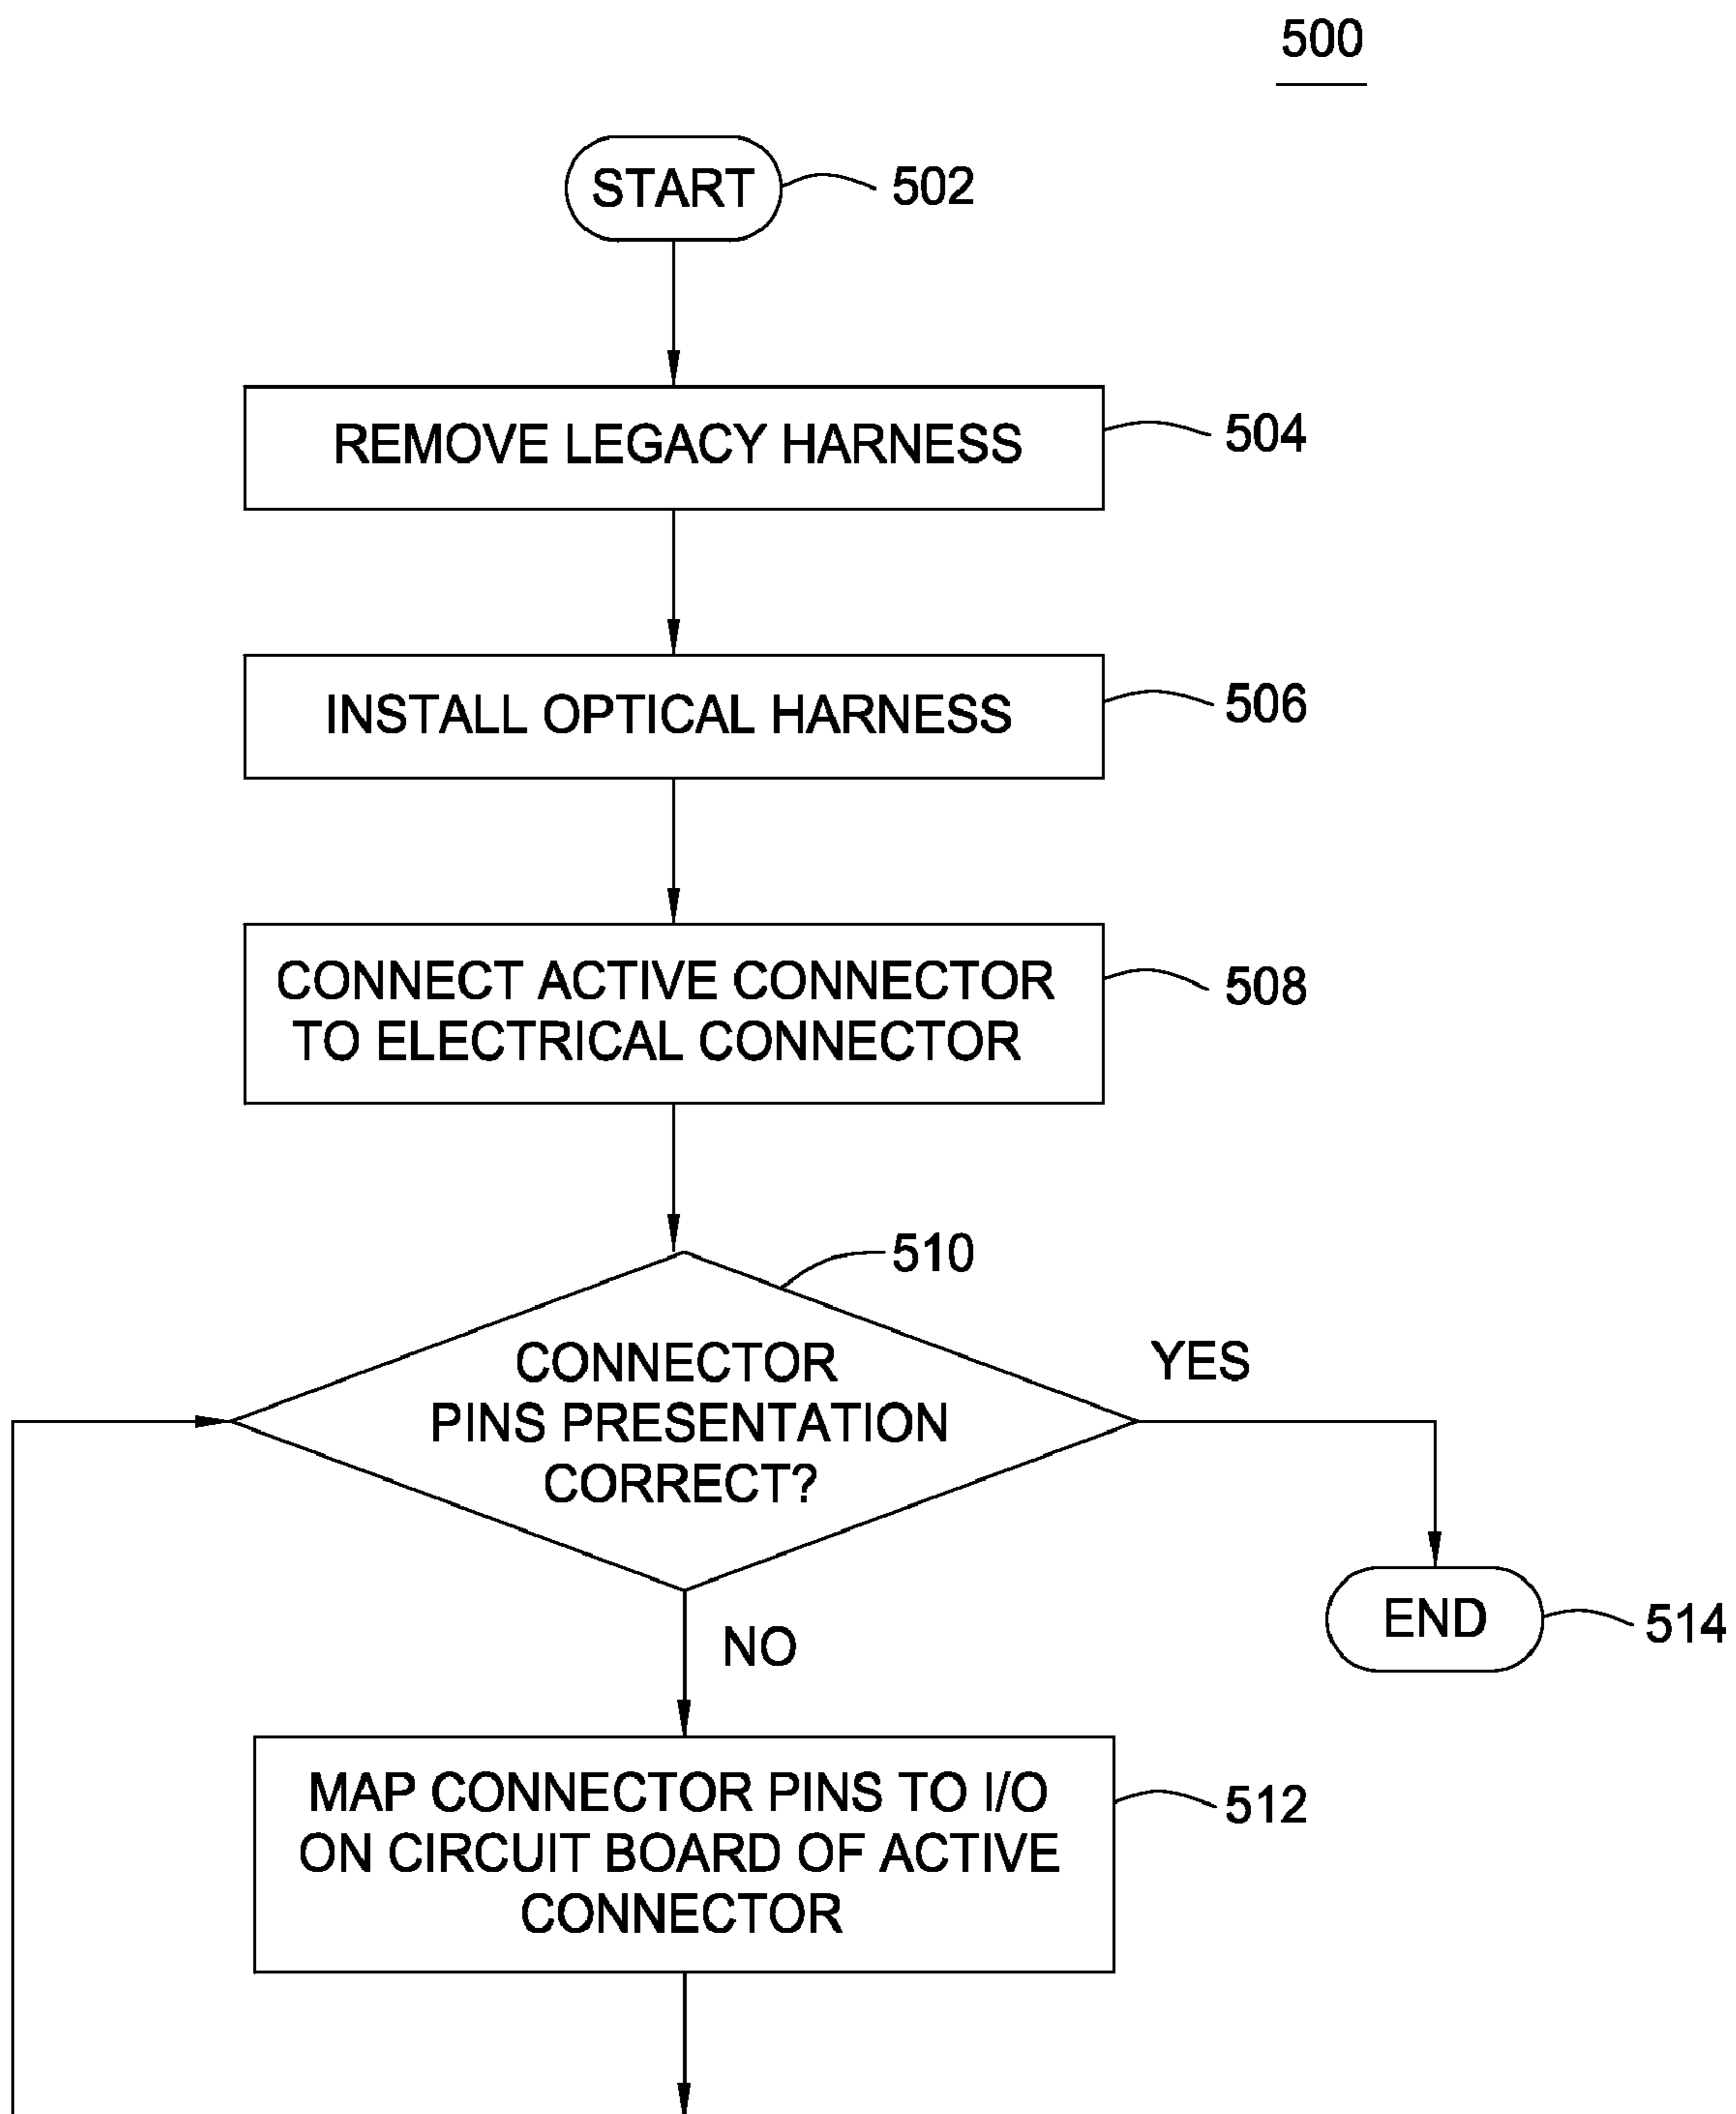 500
START
502
REMOVE LEGACY HARNESS
504
INSTALL OPTICAL HARNESS
506
CONNECT ACTIVE CONNECTOR
TO ELECTRICAL CONNECTOR
508
510
CONNECTOR
PINS PRESENTATION
CORRECT?
YES
END
514
NO
MAP CONNECTOR PINS TO I/O
ON CIRCUIT BOARD OF ACTIVE
CONNECTOR
512